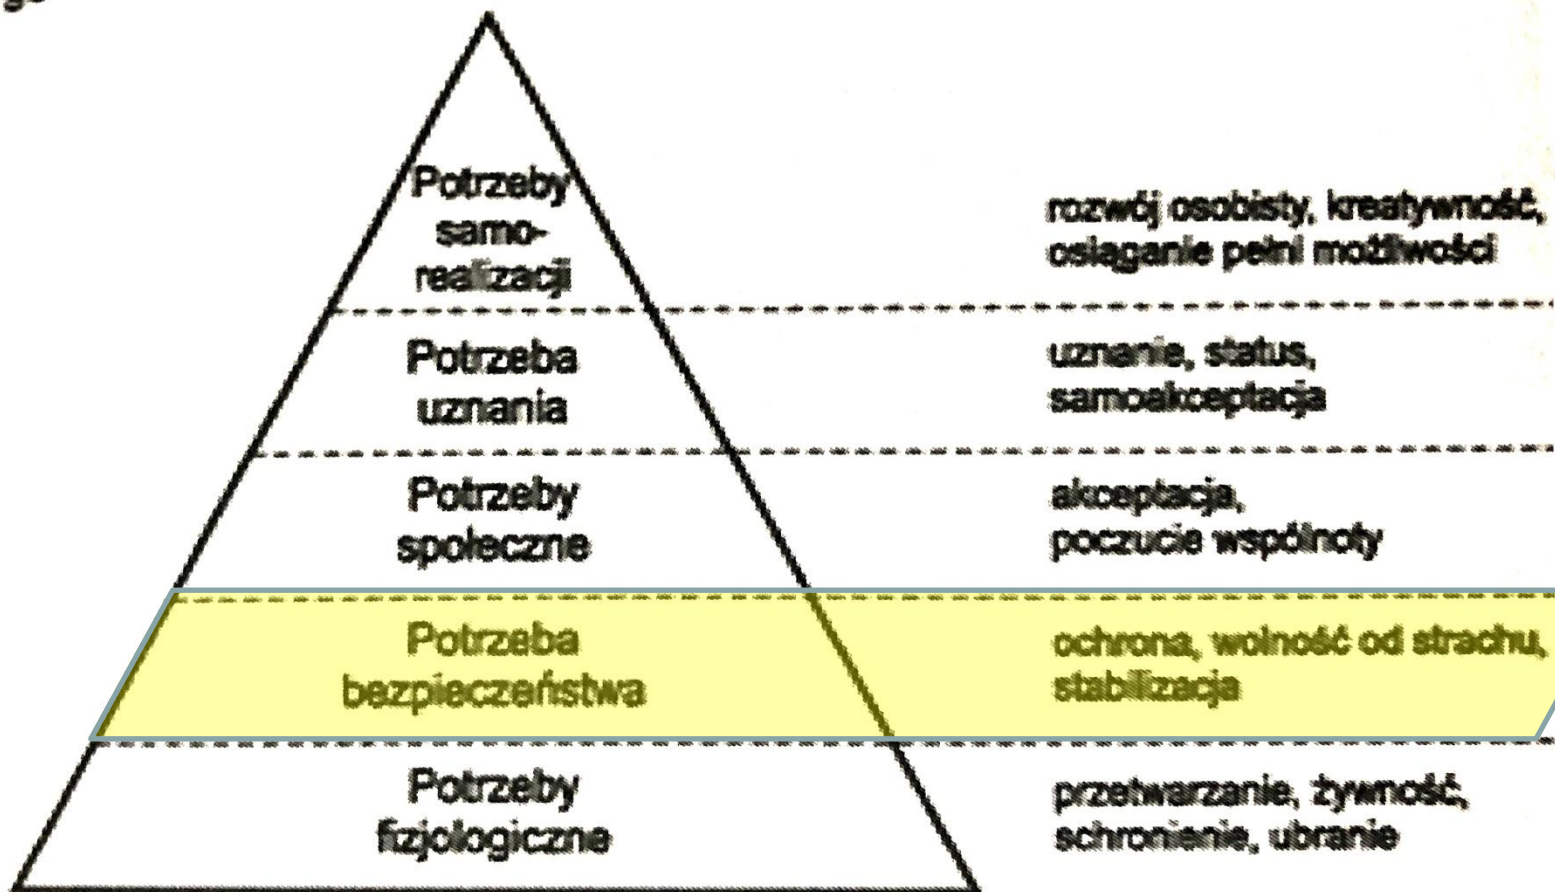 Potrzeby
samo-
realizacji
rozwój osobisty, kreatywność,
osiąganie pełni możliwości
Potrzeba
uznania
uznanie, status,
samoakceptacja
Potrzeby
społeczne
akceptacja,
poczucie wspólnoty
Potrzeba
bezpieczeństwa
ochrona, wolność od strachu,
stabilizacja
Potrzeby
fizjologiczne
przetwarzanie, żywność,
schronienie, ubranie